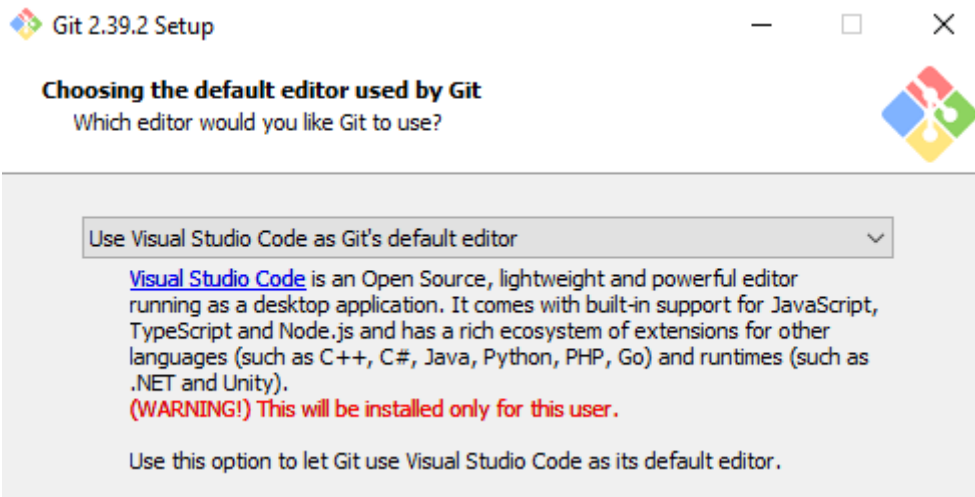 Git 2.39.2 Setup
Choosing the default editor used by Git
Which editor would you like Git to use?
Use Visual Studio Code as Git's default editor
Visual Studio Code is an Open Source, lightweight and powerful editor
running as a desktop application. It comes with built-in support for JavaScript,
TypeScript and Node.js and has a rich ecosystem of extensions for other
languages (such as C++, C#, Java, Python, PHP, Go) and runtimes (such as
.NET and Unity).
(WARNING!) This will be installed only for this user.
Use this option to let Git use Visual Studio Code as its default editor.